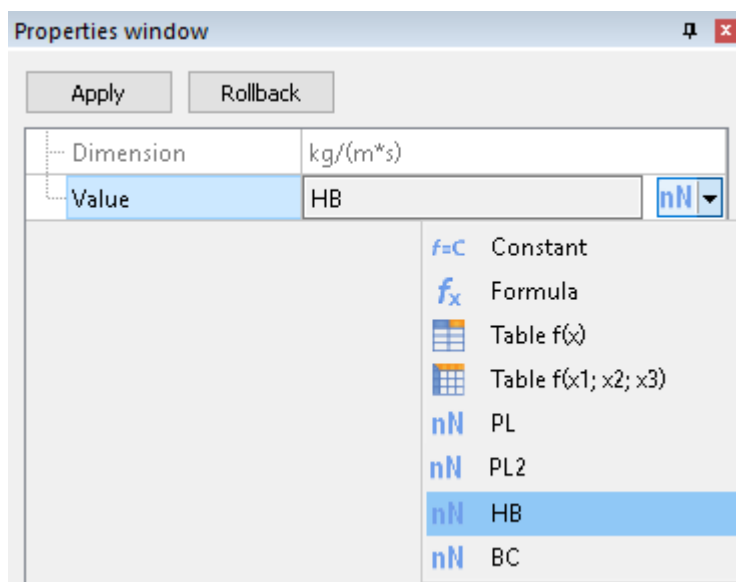 Properties window
Apply Rollback
Dimension kg/(m*s)
Value HB nN
f=C Constant
fx Formula
Table f(x)
Table f(x1; x2; x3)
nN PL
nN PL2
nN HB
nN BC